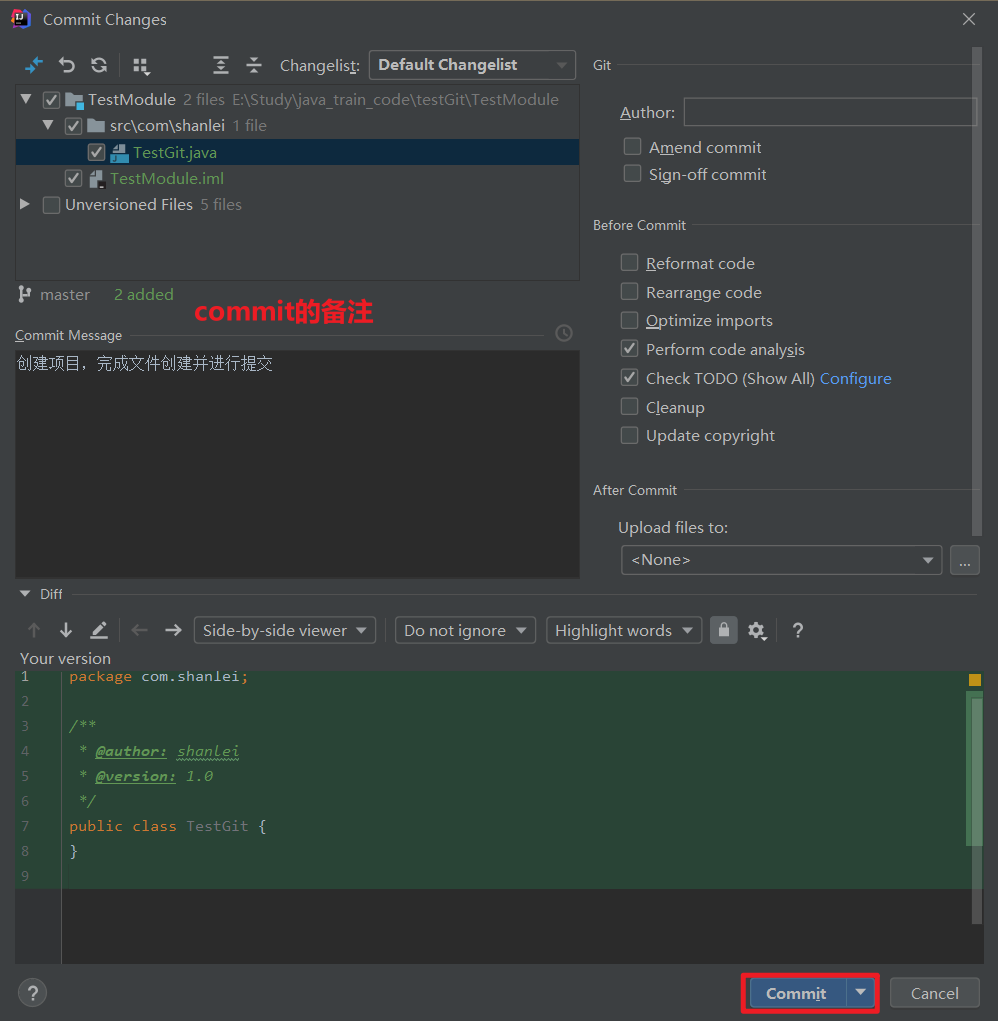 Commit Changes
Changelist: Default Changelist
TestModule 2 files E:\Study\java_train_code\testGit\TestModule
src\com\shanlei 1 file
TestGit.java
TestModule.iml
Unversioned Files 5 files
master 2 added
commit的备注
Commit Message
创建项目，完成文件创建并进行提交
Git
Author:
Amend commit
Sign-off commit
Before Commit
Reformat code
Rearrange code
Optimize imports
Perform code analysis
Check TODO (Show All) Configure
Cleanup
Update copyright
After Commit
Upload files to:
<None> ...
Diff
Side-by-side viewer Do not ignore Highlight words ?
Your version
1 package com.shanlei;
2
3 /**
4 * @author: shanlei
5 * @version: 1.0
6 */
7 public class TestGit {
8 }
9
? Commit Cancel